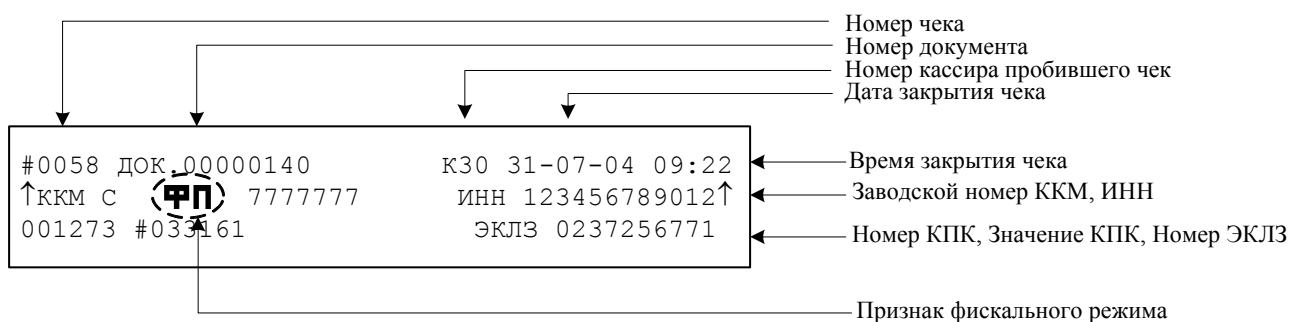 Номер чека
Номер документа
Номер кассира пробившего чек
Дата закрытия чека
#0058 ДОК.00000140 К30 31-07-04 09:22
Время закрытия чека
↑ККМ С ФП 7777777 ИНН 123456789012↑
Заводской номер ККМ, ИНН
001273 #033161 ЭКЛЗ 0237256771
Номер КПК, Значение КПК, Номер ЭКЛЗ
Признак фискального режима